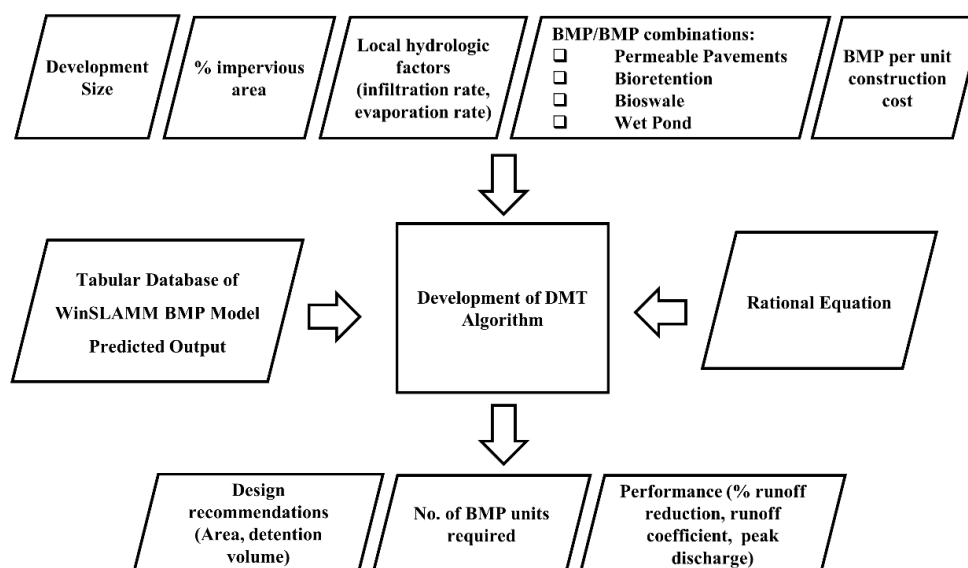 Development
Size
% impervious
area
Local hydrologic
factors
(infiltration rate,
evaporation rate)
BMP/BMP combinations:
Permeable Pavements
Bioretention
Bioswale
Wet Pond
BMP per unit
construction
cost
Tabular Database of
WinSLAMM BMP Model
Predicted Output
Development of DMT
Algorithm
Rational Equation
Design
recommendations
(Area, detention
volume)
No. of BMP units
required
Performance (% runoff
reduction, runoff
coefficient, peak
discharge)